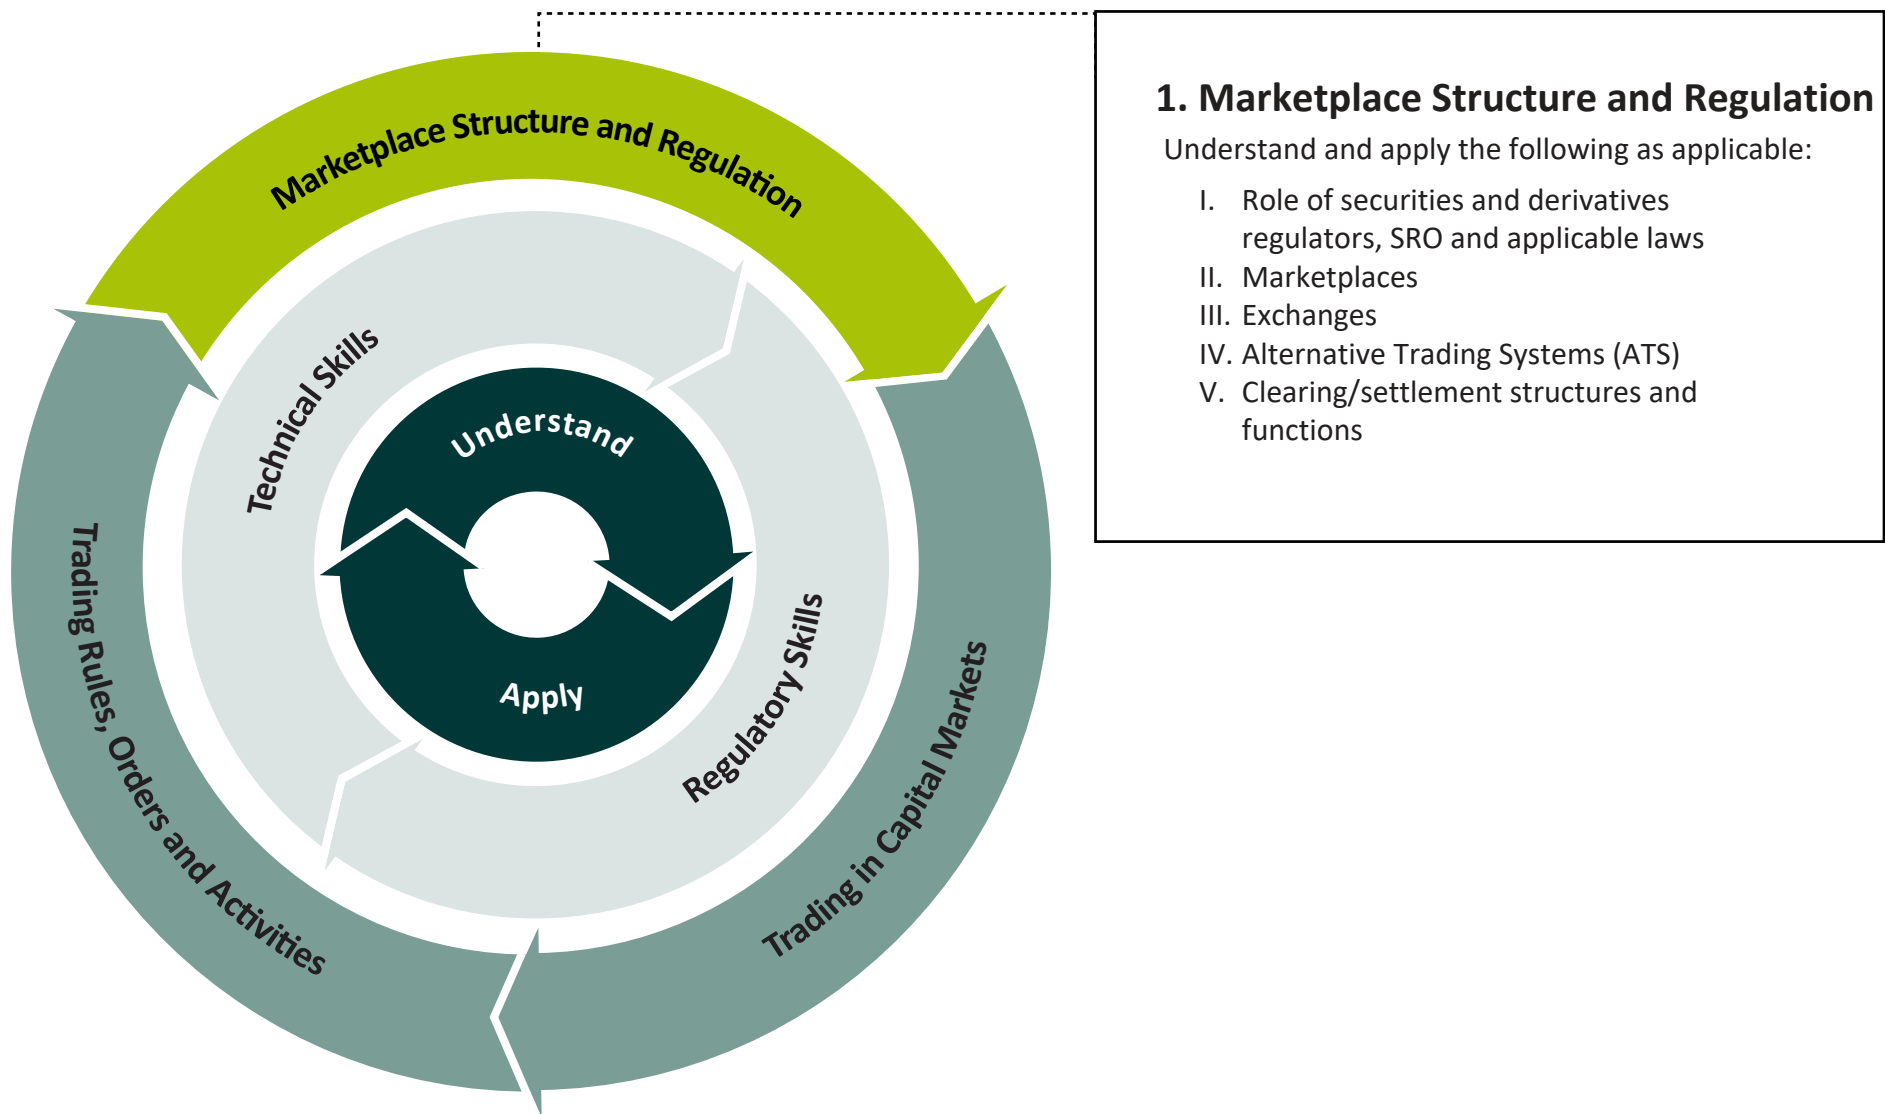 Marketplace Structure and Regulation
Technical Skills
Understand
Apply
Regulatory Skills
Trading Rules, Orders and Activities
Trading in Capital Markets
1. Marketplace Structure and Regulation
Understand and apply the following as applicable:
I. Role of securities and derivatives
regulators, SRO and applicable laws
II. Marketplaces
III. Exchanges
IV. Alternative Trading Systems (ATS)
V. Clearing/settlement structures and
functions